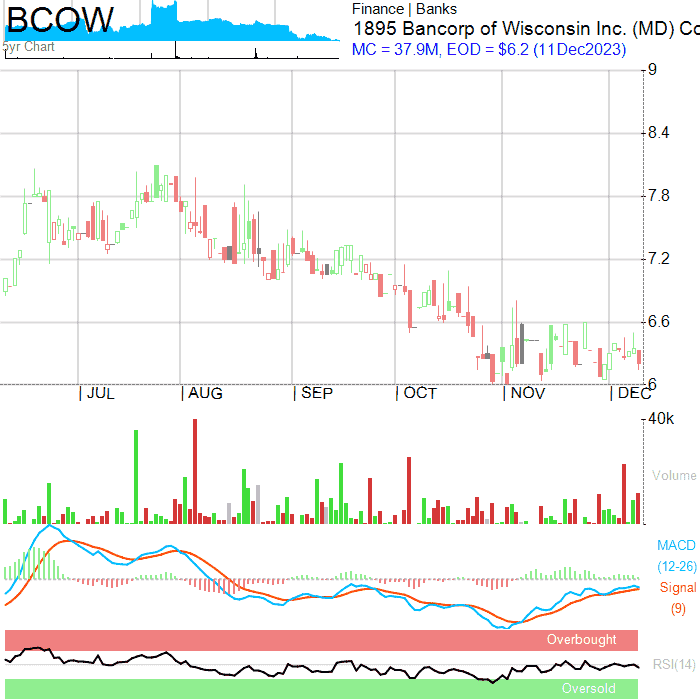 BCOW
5yr Chart
Finance | Banks
1895 Bancorp of Wisconsin Inc. (MD) Co
MC = 37.9M, EOD = $6.2 (11Dec2023)
9
8.4
7.8
7.2
6.6
6
JUL AUG SEP OCT NOV DEC
40k
Volume
MACD
(12-26)
Signal
(9)
Overbought
RSI(14)
Oversold